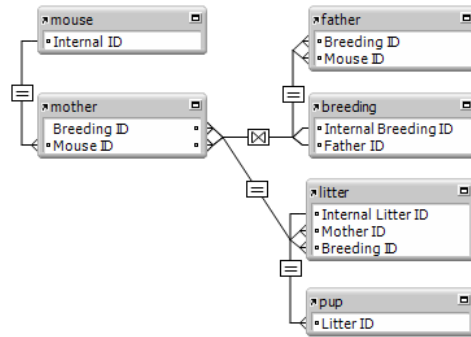 mouse
Internal ID
mother
Breeding ID
Mouse ID
father
Breeding ID
Mouse ID
breeding
Internal Breeding ID
Father ID
litter
Internal Litter ID
Mother ID
Breeding ID
pup
Litter ID